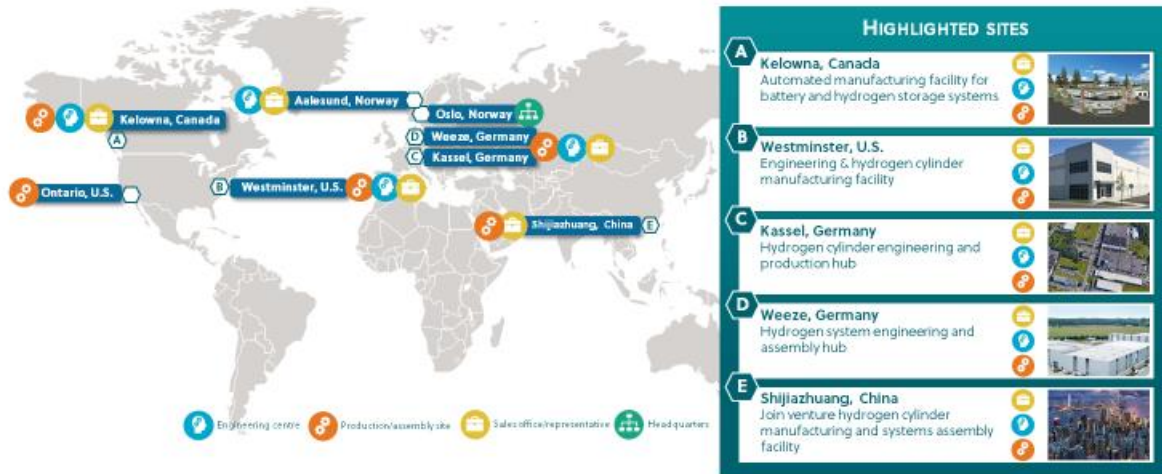 Aalesund, Norway
Oslo, Norway
Kelowna, Canada
A
D
Weeze, Germany
C
Kassel, Germany
Ontario, U.S.
B
Westminster, U.S.
Shijiazhuang, China
E
Engineering centre
Production/assembly site
Sales office/representative
Headquarters
HIGHLIGHTED SITES
A
Kelowna, Canada
Automated manufacturing facility for
battery and hydrogen storage systems
B
Westminster, U.S.
Engineering & hydrogen cylinder
manufacturing facility
C
Kassel, Germany
Hydrogen cylinder engineering and
production hub
D
Weeze, Germany
Hydrogen system engineering and
assembly hub
E
Shijiazhuang, China
Join venture hydrogen cylinder
manufacturing and systems assembly
facility